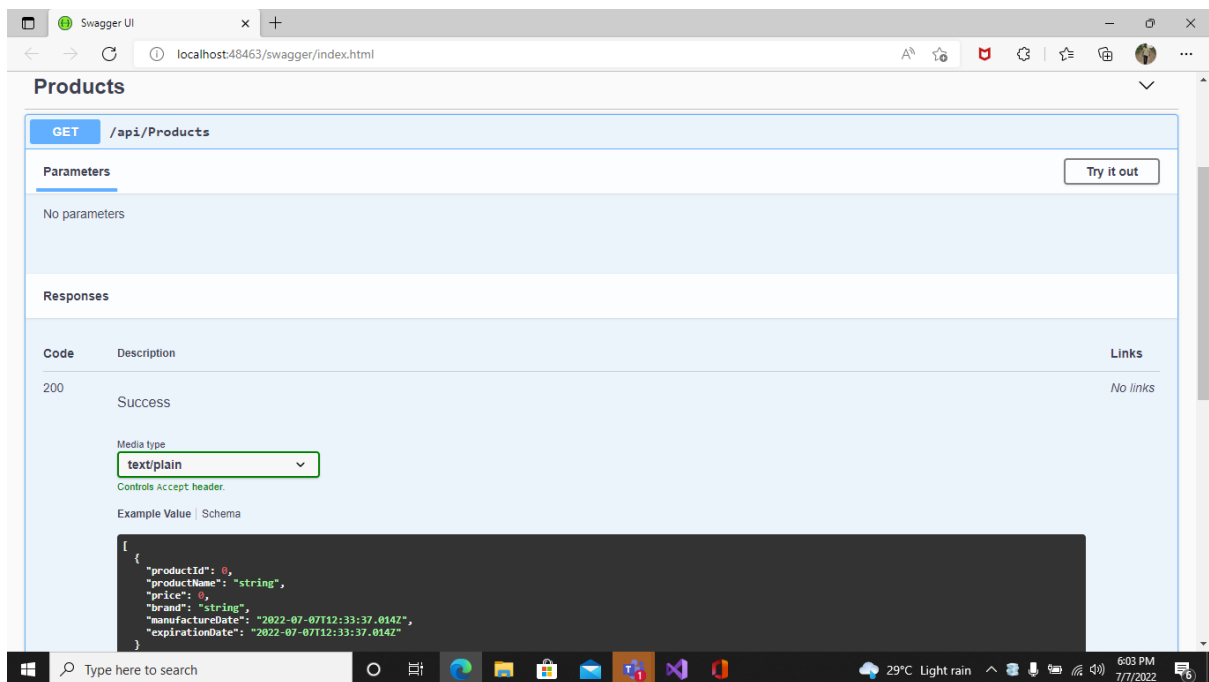 Swagger UI
localhost:48463/swagger/index.html
Products
GET /api/Products
Parameters
Try it out
No parameters
Responses
Code Description Links
200 Success No links
Media type
text/plain
Controls Accept header.
Example Value | Schema
[
{
"productId": 0,
"productName": "string",
"price": 0,
"brand": "string",
"manufactureDate": "2022-07-07T12:33:37.014Z",
"expirationDate": "2022-07-07T12:33:37.014Z"
}
Type here to search
29°C Light rain
6:03 PM
7/7/2022